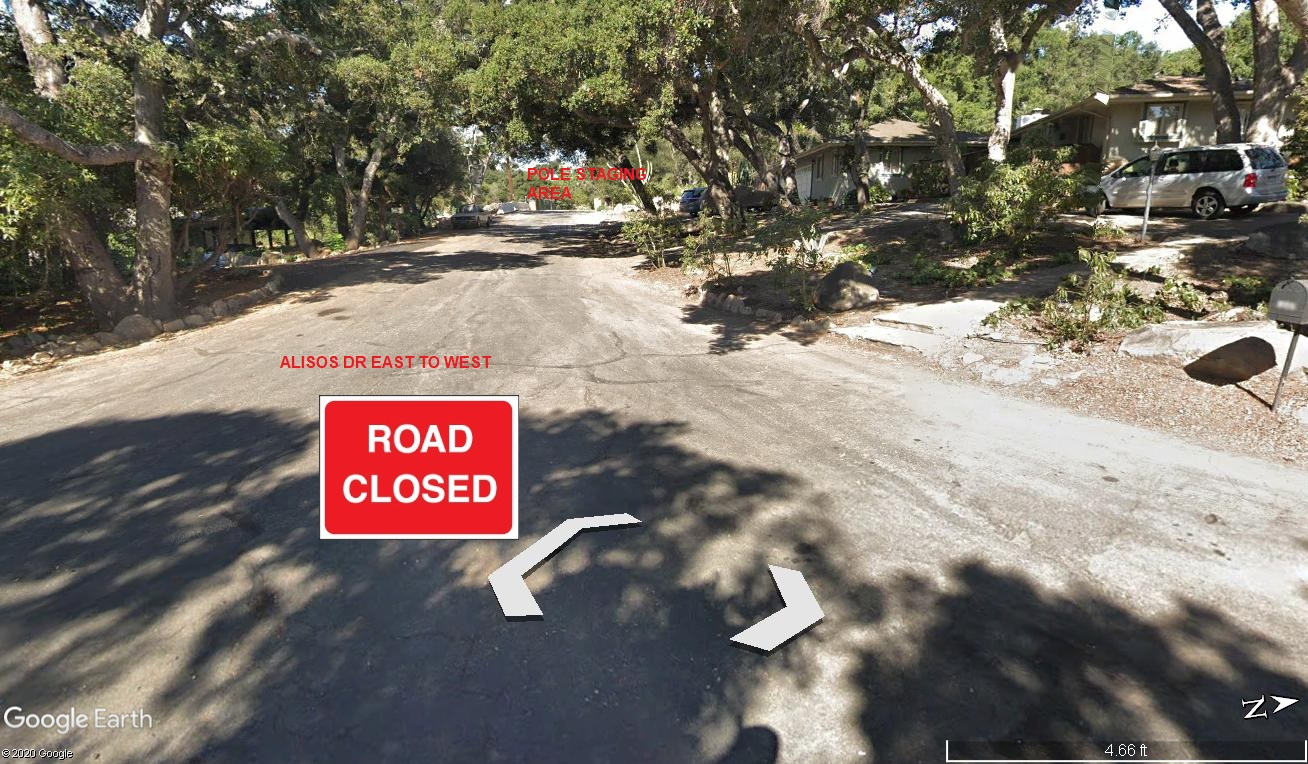 POLE STAGING
AREA
ALISOS DR EAST TO WEST
ROAD
CLOSED
Google Earth
©2020 Google
N
4.66 ft